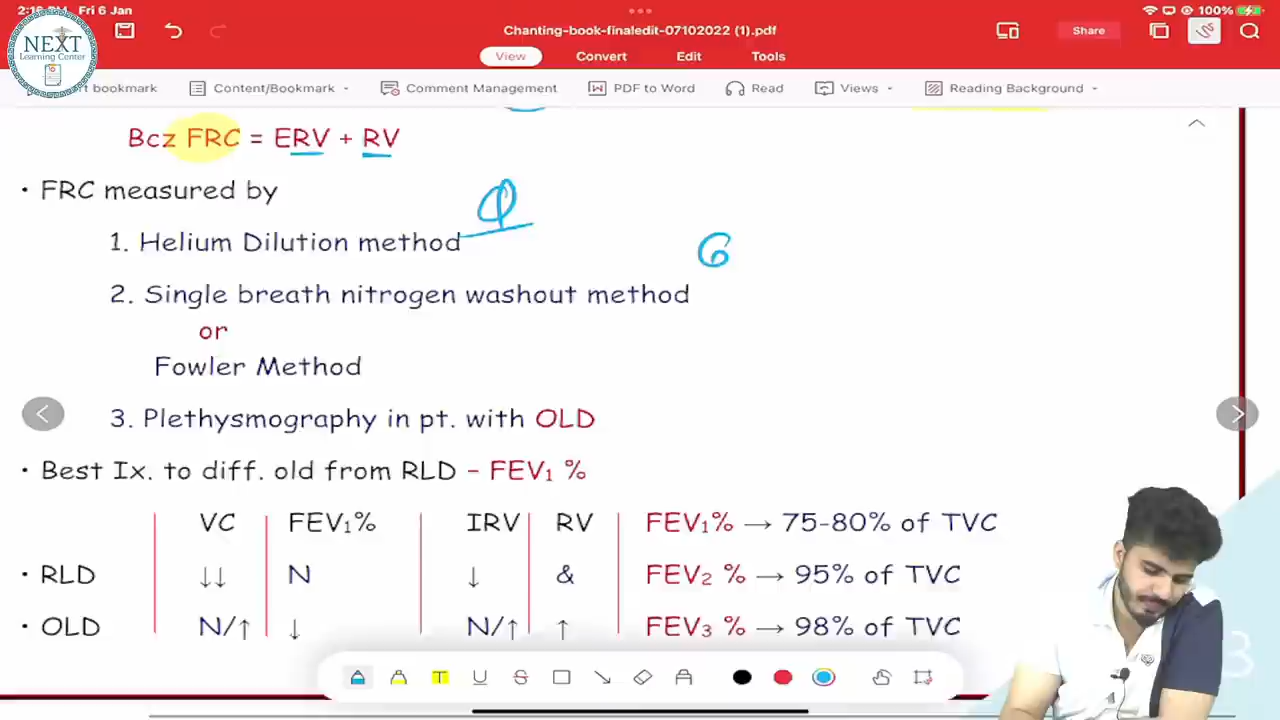 2:16 PM Fri 6 Jan
100%
NEXT
Learning Center
Chanting-book-finaledit-07102022 (1).pdf
Share
View Convert Edit Tools
rt bookmark Content/Bookmark Comment Management PDF to Word Read Views Reading Background
Bcz FRC = ERV + RV
• FRC measured by
1. Helium Dilution method
2. Single breath nitrogen washout method
or
Fowler Method
3. Plethysmography in pt. with OLD
• Best Ix. to diff. old from RLD - FEV₁ %
VC FEV₁% IRV RV FEV₁% → 75-80% of TVC
• RLD ↓↓ N ↓ & FEV₂ % → 95% of TVC
• OLD N/↑ ↓ N/↑ ↑ FEV₃ % → 98% of TVC